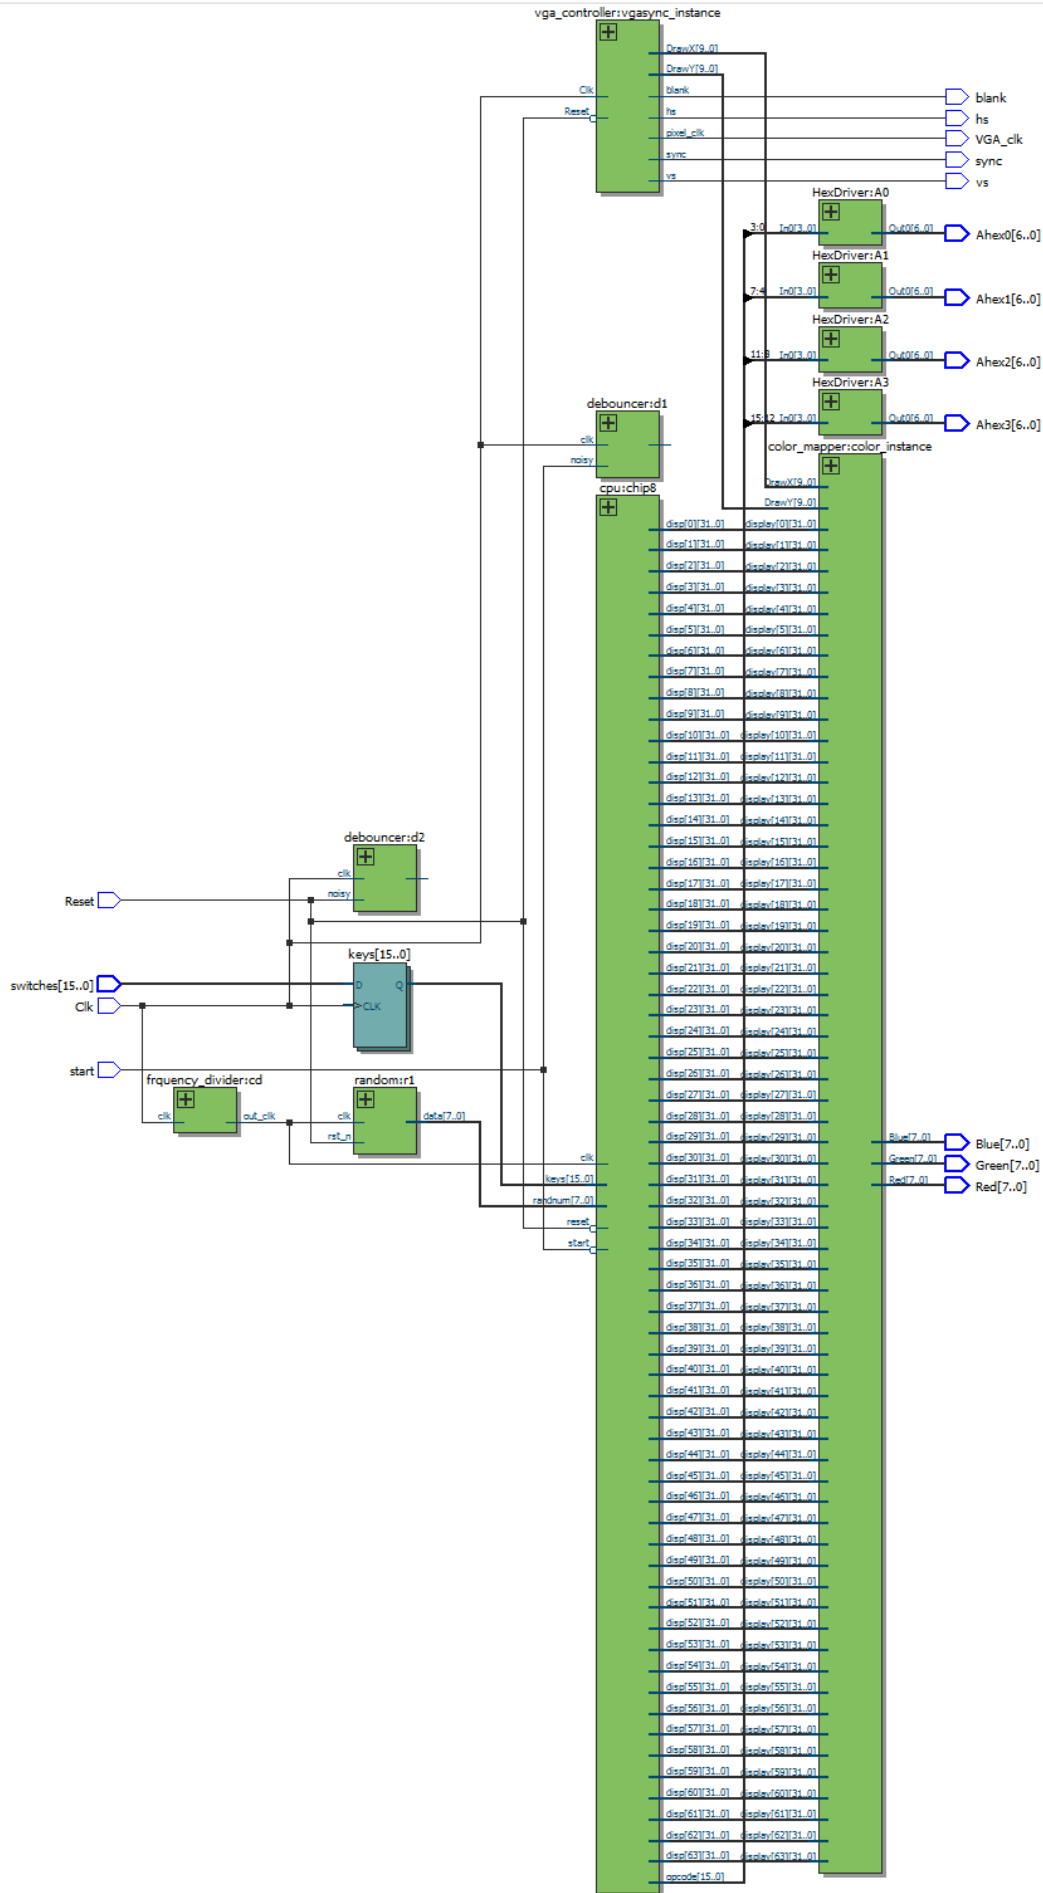 vga_controller:vgasync_instance
DrawX[9..0]
DrawY[9..0]
Clk
blank
blank
Reset
hs
hs
pixel_clk
VGA_clk
sync
sync
vs
vs
HexDriver:A0
3:0
In0[3..0]
Out0[6..0]
Ahex0[6..0]
HexDriver:A1
7:4
In0[3..0]
Out0[6..0]
Ahex1[6..0]
HexDriver:A2
11:8
In0[3..0]
Out0[6..0]
Ahex2[6..0]
HexDriver:A3
15:12
In0[3..0]
Out0[6..0]
Ahex3[6..0]
debouncer:d1
clk
noisy
color_mapper:color_instance
DrawX[9..0]
DrawY[9..0]
cpu:chip8
disp[0][31..0] display[0][31..0]
disp[1][31..0] display[1][31..0]
disp[2][31..0] display[2][31..0]
disp[3][31..0] display[3][31..0]
disp[4][31..0] display[4][31..0]
disp[5][31..0] display[5][31..0]
disp[6][31..0] display[6][31..0]
disp[7][31..0] display[7][31..0]
disp[8][31..0] display[8][31..0]
disp[9][31..0] display[9][31..0]
disp[10][31..0] display[10][31..0]
disp[11][31..0] display[11][31..0]
disp[12][31..0] display[12][31..0]
disp[13][31..0] display[13][31..0]
disp[14][31..0] display[14][31..0]
disp[15][31..0] display[15][31..0]
disp[16][31..0] display[16][31..0]
disp[17][31..0] display[17][31..0]
disp[18][31..0] display[18][31..0]
disp[19][31..0] display[19][31..0]
disp[20][31..0] display[20][31..0]
disp[21][31..0] display[21][31..0]
disp[22][31..0] display[22][31..0]
disp[23][31..0] display[23][31..0]
disp[24][31..0] display[24][31..0]
disp[25][31..0] display[25][31..0]
disp[26][31..0] display[26][31..0]
disp[27][31..0] display[27][31..0]
disp[28][31..0] display[28][31..0]
disp[29][31..0] display[29][31..0]
disp[30][31..0] display[30][31..0]
disp[31][31..0] display[31][31..0]
disp[32][31..0] display[32][31..0]
disp[33][31..0] display[33][31..0]
disp[34][31..0] display[34][31..0]
disp[35][31..0] display[35][31..0]
disp[36][31..0] display[36][31..0]
disp[37][31..0] display[37][31..0]
disp[38][31..0] display[38][31..0]
disp[39][31..0] display[39][31..0]
disp[40][31..0] display[40][31..0]
disp[41][31..0] display[41][31..0]
disp[42][31..0] display[42][31..0]
disp[43][31..0] display[43][31..0]
disp[44][31..0] display[44][31..0]
disp[45][31..0] display[45][31..0]
disp[46][31..0] display[46][31..0]
disp[47][31..0] display[47][31..0]
disp[48][31..0] display[48][31..0]
disp[49][31..0] display[49][31..0]
disp[50][31..0] display[50][31..0]
disp[51][31..0] display[51][31..0]
disp[52][31..0] display[52][31..0]
disp[53][31..0] display[53][31..0]
disp[54][31..0] display[54][31..0]
disp[55][31..0] display[55][31..0]
disp[56][31..0] display[56][31..0]
disp[57][31..0] display[57][31..0]
disp[58][31..0] display[58][31..0]
disp[59][31..0] display[59][31..0]
disp[60][31..0] display[60][31..0]
disp[61][31..0] display[61][31..0]
disp[62][31..0] display[62][31..0]
disp[63][31..0] display[63][31..0]
opcode[15..0]
debouncer:d2
clk
noisy
Reset
keys[15..0]
switches[15..0]
D
Q
Clk
CLK
start
frquency_divider:cd
clk
out_clk
random:r1
clk
data[7..0]
rst_n
clk
keys[15..0]
randnum[7..0]
reset
start
Blue[7..0]
Blue[7..0]
Green[7..0]
Green[7..0]
Red[7..0]
Red[7..0]